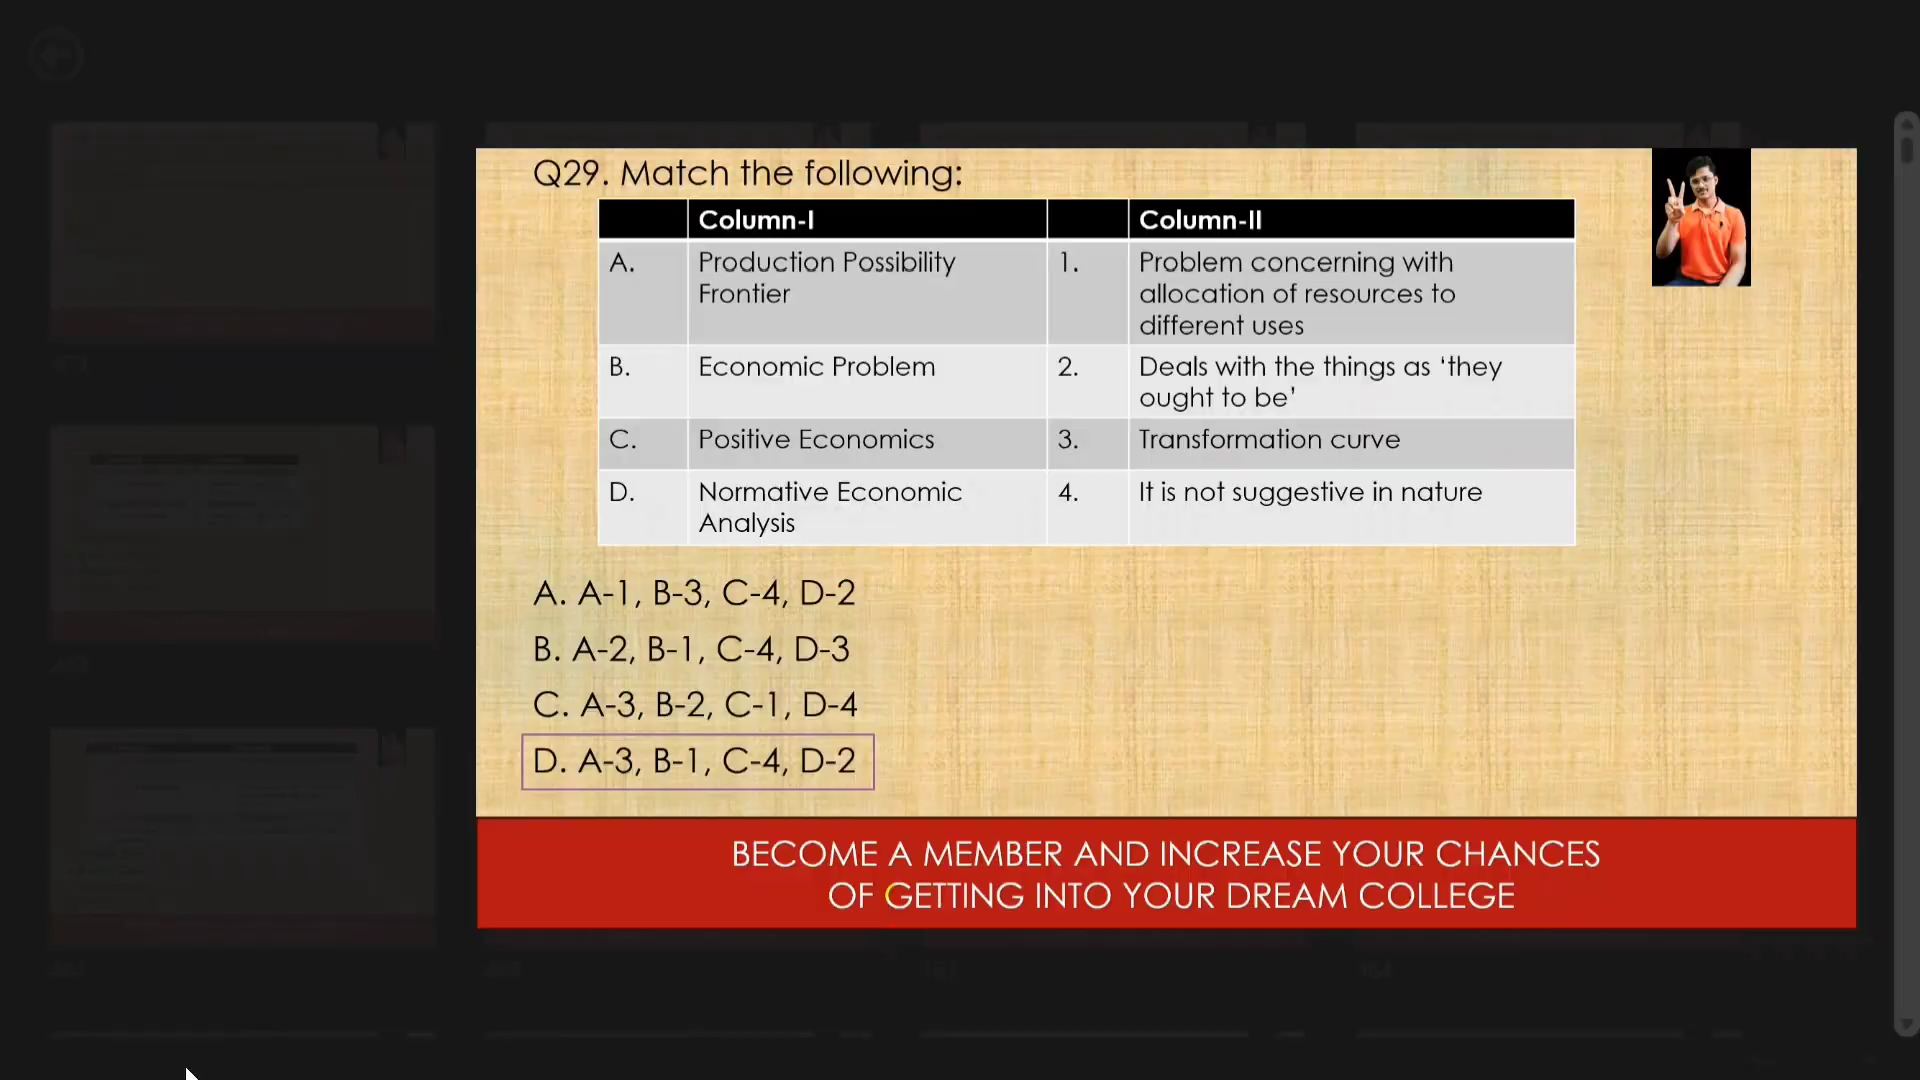 Q29. Match the following:
Column-I Column-II
A. Production Possibility Frontier 1. Problem concerning with allocation of resources to different uses
B. Economic Problem 2. Deals with the things as ‘they ought to be’
C. Positive Economics 3. Transformation curve
D. Normative Economic Analysis 4. It is not suggestive in nature
A. A-1, B-3, C-4, D-2
B. A-2, B-1, C-4, D-3
C. A-3, B-2, C-1, D-4
D. A-3, B-1, C-4, D-2
BECOME A MEMBER AND INCREASE YOUR CHANCES
OF GETTING INTO YOUR DREAM COLLEGE